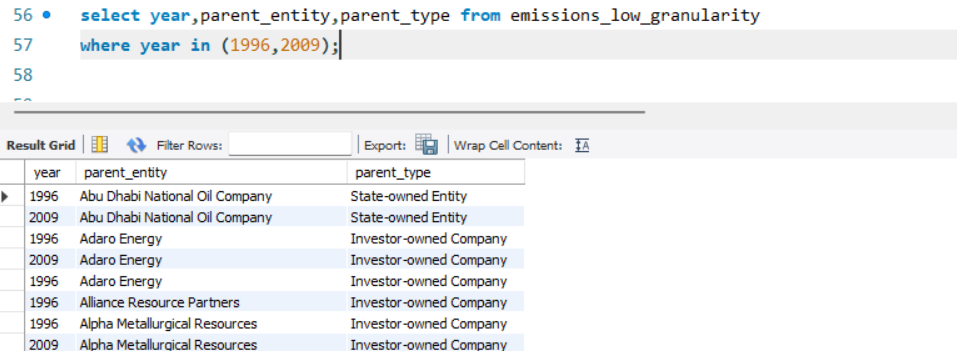 56 select year,parent_entity,parent_type from emissions_low_granularity
57 where year in (1996,2009);
58
Result Grid Filter Rows: Export: Wrap Cell Content: IA
year parent_entity parent_type
1996 Abu Dhabi National Oil Company State-owned Entity
2009 Abu Dhabi National Oil Company State-owned Entity
1996 Adaro Energy Investor-owned Company
2009 Adaro Energy Investor-owned Company
1996 Adaro Energy Investor-owned Company
1996 Alliance Resource Partners Investor-owned Company
1996 Alpha Metallurgical Resources Investor-owned Company
2009 Alpha Metallurgical Resources Investor-owned Company